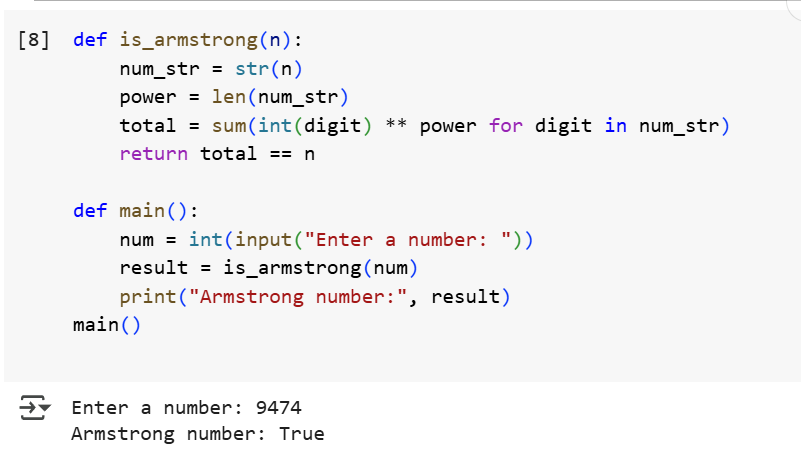 [8] def is_armstrong(n):
    num_str = str(n)
    power = len(num_str)
    total = sum(int(digit) ** power for digit in num_str)
    return total == n

def main():
    num = int(input("Enter a number: "))
    result = is_armstrong(num)
    print("Armstrong number:", result)
main()

Enter a number: 9474
Armstrong number: True